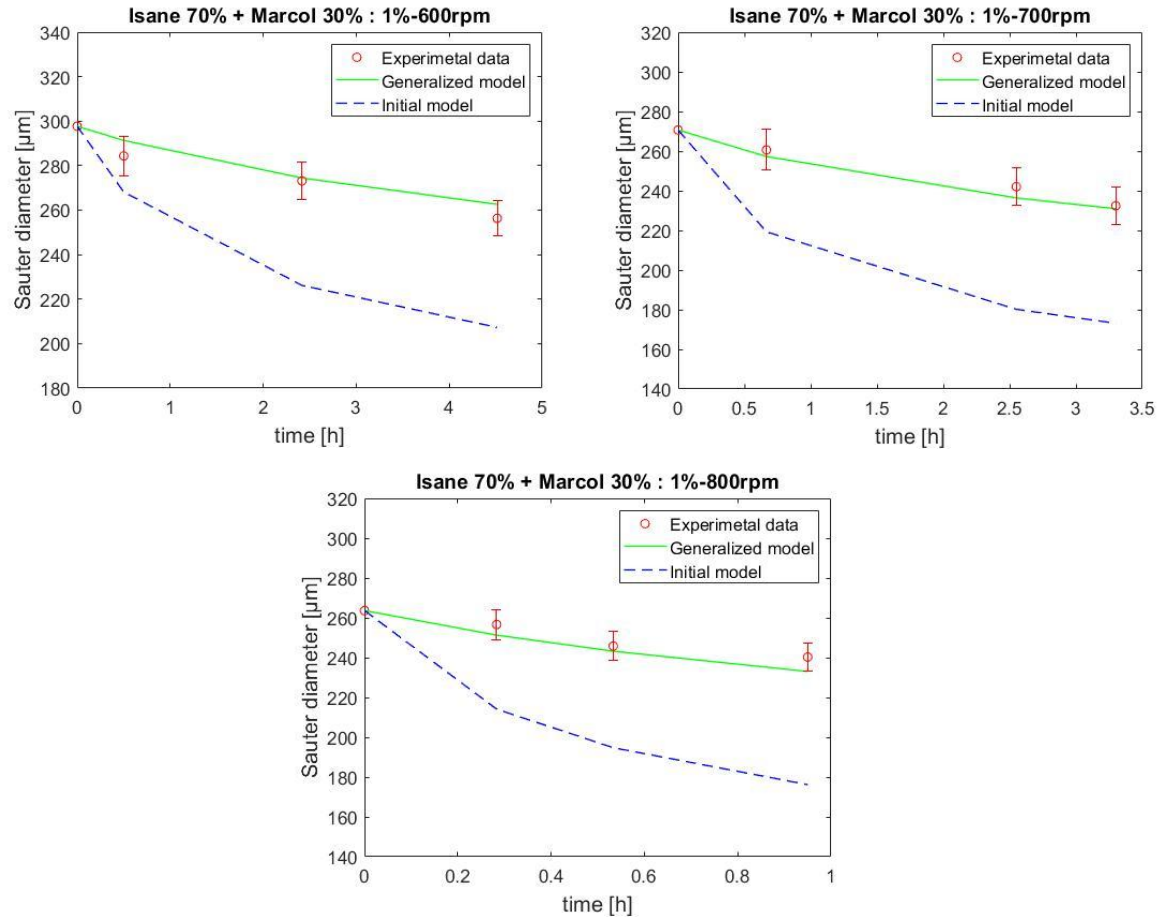 Isane 70% + Marcol 30% : 1%-600rpm
340
320
300
280
260
240
220
200
180
Sauter diameter [µm]
Experimetal data
Generalized model
Initial model
0 1 2 3 4 5
time [h]
Isane 70% + Marcol 30% : 1%-700rpm
320
300
280
260
240
220
200
180
160
140
Sauter diameter [µm]
Experimetal data
Generalized model
Initial model
0 0.5 1 1.5 2 2.5 3 3.5
time [h]
Isane 70% + Marcol 30% : 1%-800rpm
320
300
280
260
240
220
200
180
160
140
Sauter diameter [µm]
Experimetal data
Generalized model
Initial model
0 0.2 0.4 0.6 0.8 1
time [h]